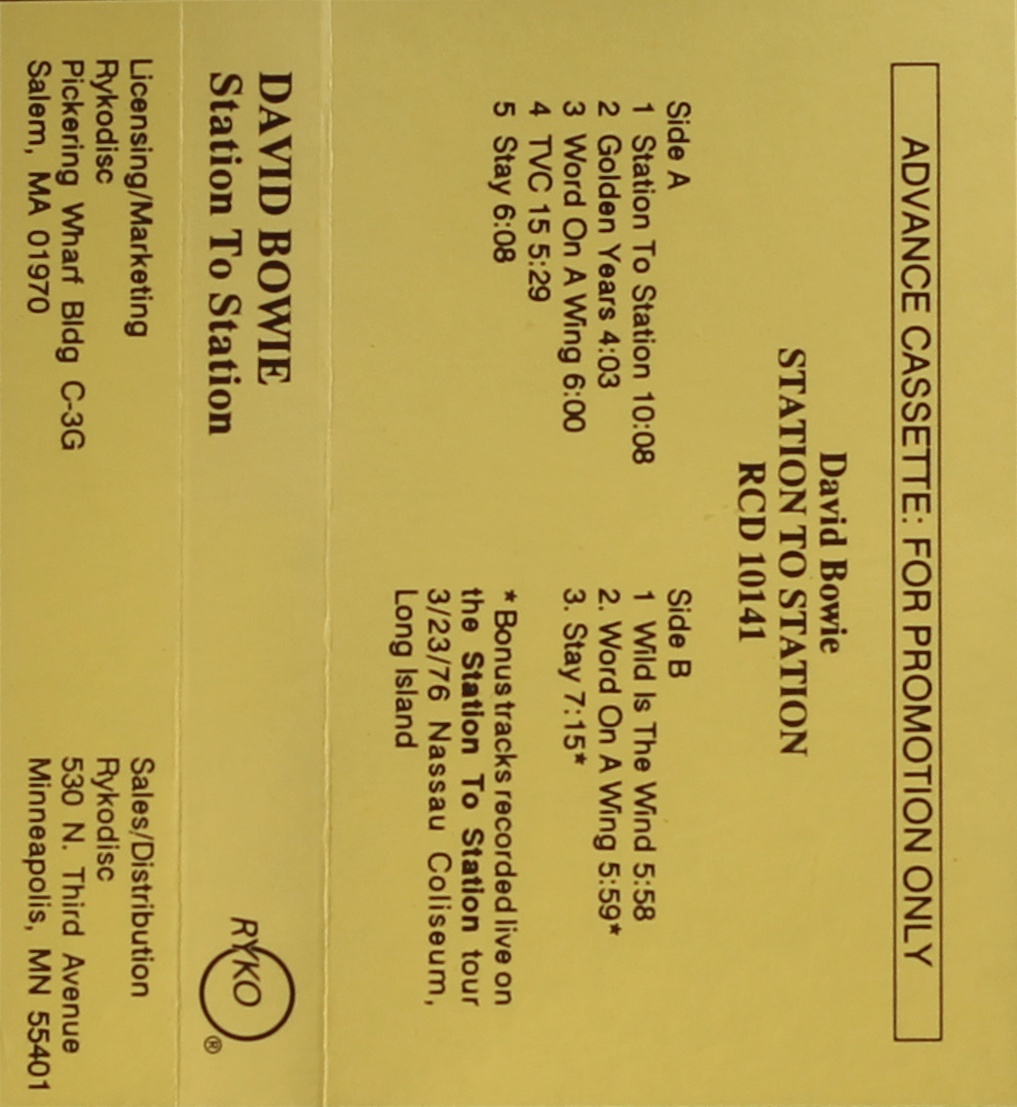 ADVANCE CASSETTE: FOR PROMOTION ONLY
David Bowie
STATION TO STATION
RCD 10141
Side A
1 Station To Station 10:08
2 Golden Years 4:03
3 Word On A Wing 6:00
4 TVC 15 5:29
5 Stay 6:08
Side B
1 Wild Is The Wind 5:58
2. Word On A Wing 5:59*
3. Stay 7:15*
* Bonus tracks recorded live on
the Station To Station tour
3/23/76 Nassau Coliseum,
Long Island
DAVID BOWIE
Station To Station
RYKO
®
Licensing/Marketing
Rykodisc
Pickering Wharf Bldg C-3G
Salem, MA 01970
Sales/Distribution
Rykodisc
530 N. Third Avenue
Minneapolis, MN 55401